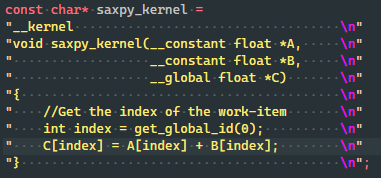 const char* saxpy_kernel =
"__kernel                                   \n"
"void saxpy_kernel(__constant float *A,     \n"
"                  __constant float *B,     \n"
"                  __global float *C)       \n"
"{                                          \n"
"    //Get the index of the work-item       \n"
"    int index = get_global_id(0);          \n"
"    C[index] = A[index] + B[index];        \n"
"}                                          \n";